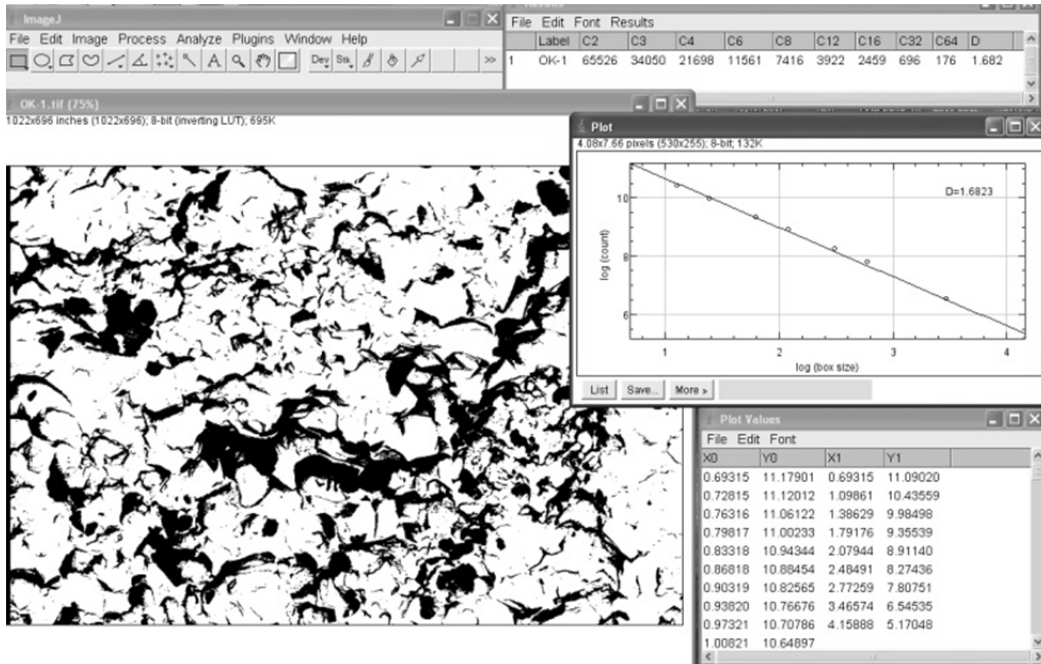 ImageJ
File Edit Image Process Analyze Plugins Window Help
Dev Stk >>
Results
File Edit Font Results
Label C2 C3 C4 C6 C8 C12 C16 C32 C64 D
1 OK-1 65526 34050 21698 11561 7416 3922 2459 696 176 1.682
OK-1.tif (75%)
1022x696 inches (1022x696); 8-bit (inverting LUT); 695K
Plot
4.08x7.66 pixels (530x255); 8-bit; 132K
D=1.6823
10
8
6
log (count)
1 2 3 4
log (box size)
List Save... More »
Plot Values
File Edit Font
X0 Y0 X1 Y1
0.69315 11.17901 0.69315 11.09020
0.72815 11.12012 1.09861 10.43559
0.76316 11.06122 1.38629 9.98498
0.79817 11.00233 1.79176 9.35539
0.83318 10.94344 2.07944 8.91140
0.86818 10.88454 2.48491 8.27436
0.90319 10.82565 2.77259 7.80751
0.93820 10.76676 3.46574 6.54535
0.97321 10.70786 4.15888 5.17048
1.00821 10.64897